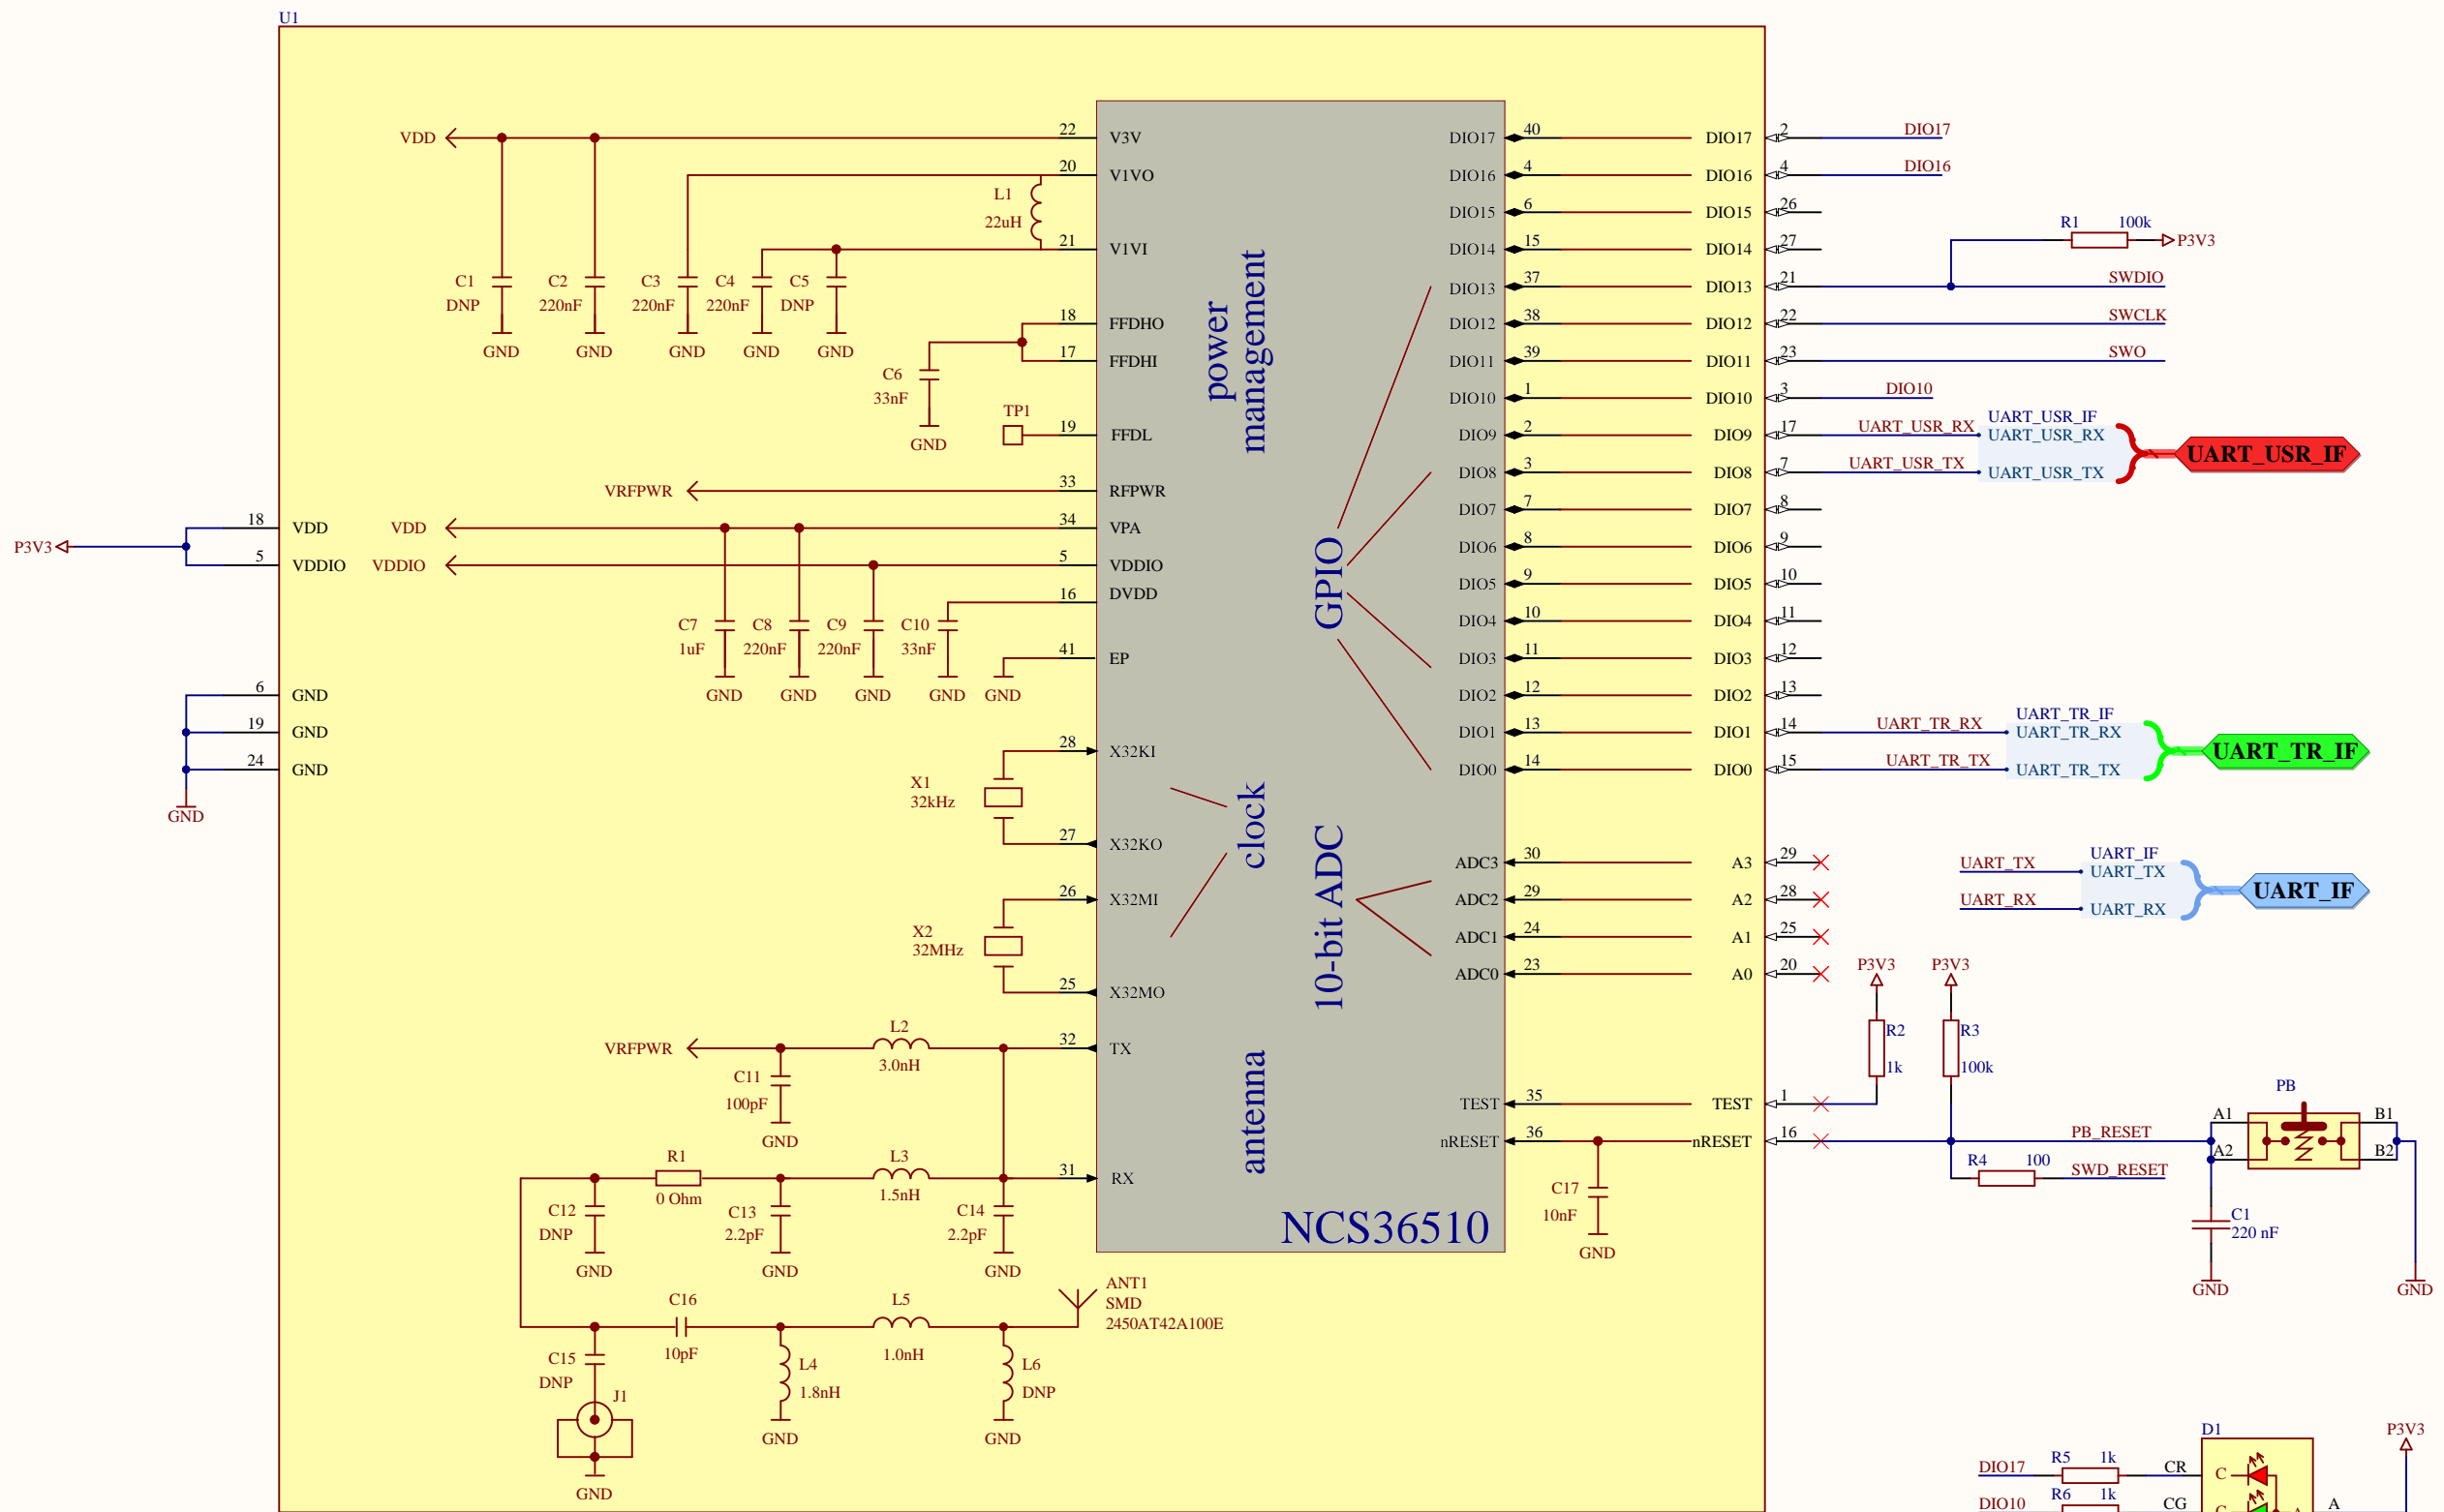 U1
VDD
22
V3V
20
V1VO
L1
22uH
21
V1VI
C1
DNP
GND
C2
220nF
GND
C3
220nF
GND
C4
220nF
GND
C5
DNP
GND
18
FFDHO
17
FFDHI
C6
33nF
GND
TP1
19
FFDL
VRFPWR
33
RFPWR
VDD
34
VPA
VDDIO
5
VDDIO
16
DVDD
C7
1uF
GND
C8
220nF
GND
C9
220nF
GND
C10
33nF
GND
41
EP
GND
P3V3
18
VDD
5
VDDIO
6
GND
19
GND
24
GND
GND
28
X32KI
X1
32kHz
27
X32KO
26
X32MI
X2
32MHz
25
X32MO
VRFPWR
L2
3.0nH
32
TX
C11
100pF
GND
R1
0 Ohm
L3
1.5nH
31
RX
C12
DNP
GND
C13
2.2pF
GND
C14
2.2pF
GND
C16
10pF
L5
1.0nH
ANT1
SMD
2450AT42A100E
C15
DNP
J1
GND
L4
1.8nH
GND
L6
DNP
GND
power
management
GPIO
clock
10-bit ADC
antenna
NCS36510
DIO17 40 DIO17 2 DIO17
DIO16 4 DIO16 4 DIO16
DIO15 6 DIO15 26
DIO14 15 DIO14 27
DIO13 37 DIO13 21 SWDIO
R1 100k P3V3
DIO12 38 DIO12 22 SWCLK
DIO11 39 DIO11 23 SWO
DIO10 1 DIO10 3 DIO10
DIO9 2 DIO9 17 UART_USR_RX
DIO8 3 DIO8 7 UART_USR_TX
UART_USR_IF
UART_USR_RX
UART_USR_TX
UART_USR_IF
DIO7 7 DIO7 8
DIO6 8 DIO6 9
DIO5 9 DIO5 10
DIO4 10 DIO4 11
DIO3 11 DIO3 12
DIO2 12 DIO2 13
DIO1 13 DIO1 14 UART_TR_RX
DIO0 14 DIO0 15 UART_TR_TX
UART_TR_IF
UART_TR_RX
UART_TR_TX
UART_TR_IF
ADC3 30 A3 29
ADC2 29 A2 28
ADC1 24 A1 25
ADC0 23 A0 20
UART_TX
UART_RX
UART_IF
UART_TX
UART_RX
UART_IF
P3V3
R2
1k
P3V3
R3
100k
TEST 35 TEST 1
nRESET 36 nRESET 16
C17
10nF
GND
PB_RESET
R4 100 SWD_RESET
PB
A1
A2
B1
B2
C1
220 nF
GND
GND
D1
P3V3
DIO17 R5 1k CR C
DIO10 R6 1k CG
A